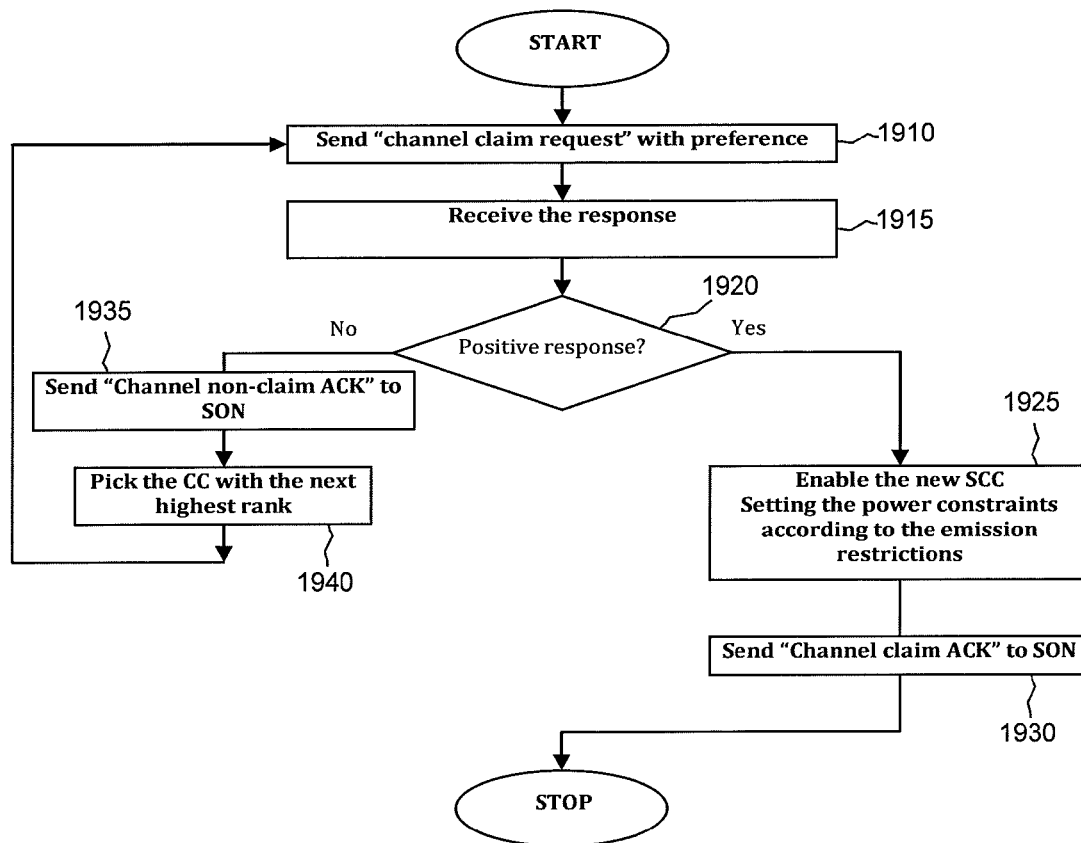 START
Send “channel claim request” with preference
1910
Receive the response
1915
1920
1935
No
Yes
Positive response?
Send “Channel non-claim ACK” to
SON
1925
Pick the CC with the next
highest rank
1940
Enable the new SCC
Setting the power constraints
according to the emission
restrictions
Send “Channel claim ACK” to SON
1930
STOP